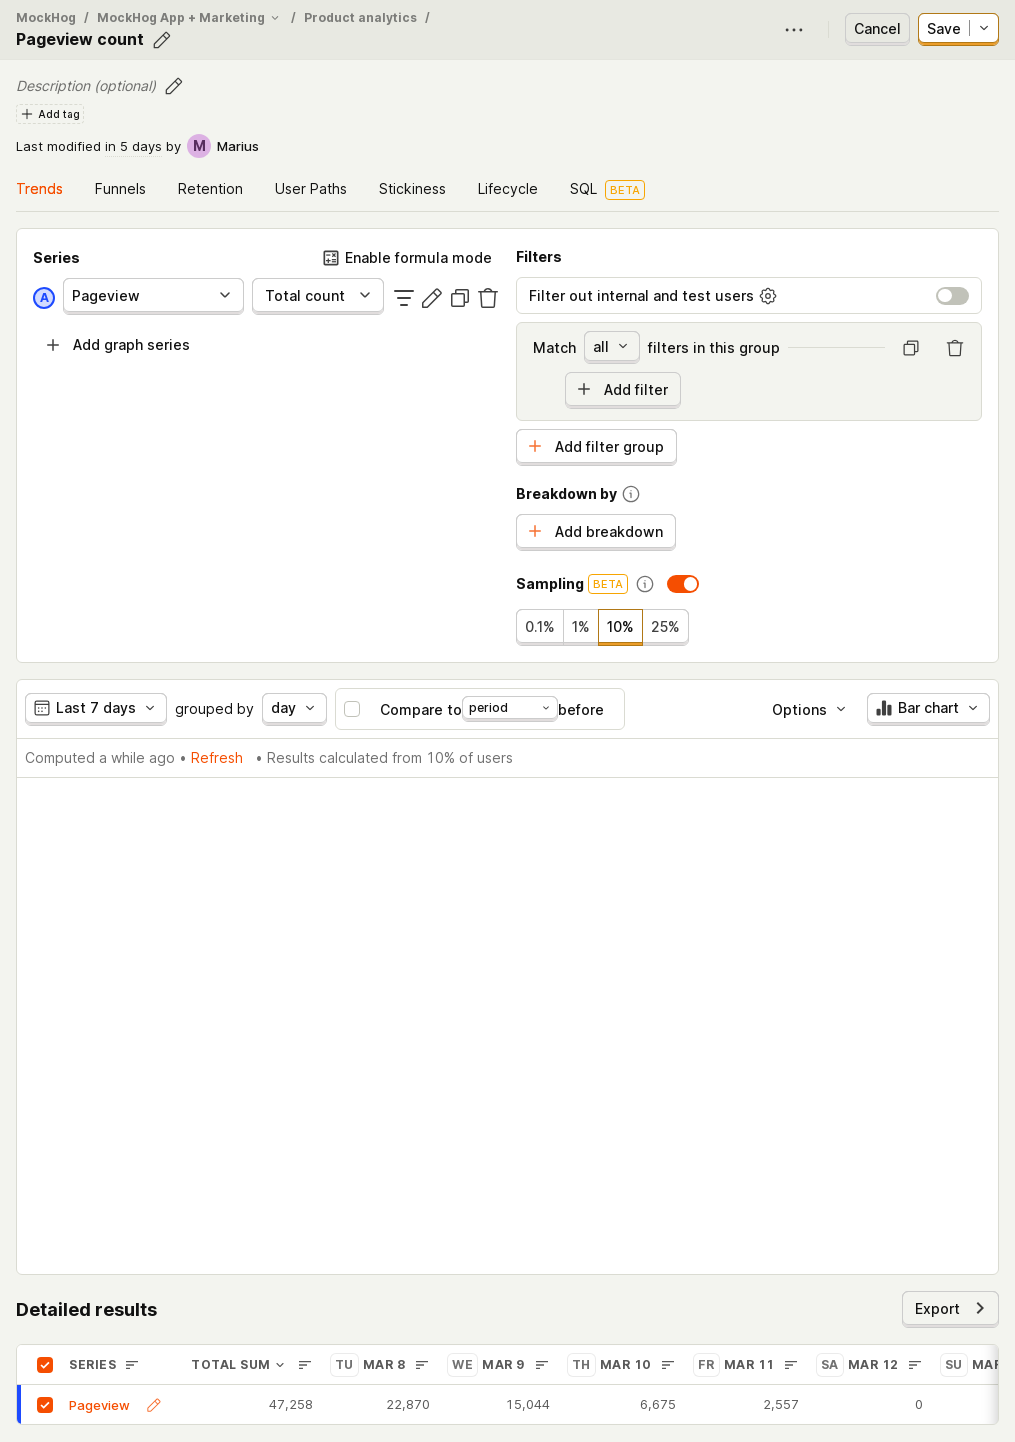 MockHog / MockHog App + Marketing / Product analytics /
Pageview count
Cancel
Save
Description (optional)
Add tag
Last modified in 5 days by M Marius
Trends
Funnels
Retention
User Paths
Stickiness
Lifecycle
SQL BETA
Series
Enable formula mode
A
Pageview
Total count
Add graph series
Filters
Filter out internal and test users
Match all filters in this group
Add filter
Add filter group
Breakdown by
Add breakdown
Sampling BETA
0.1% 1% 10% 25%
Last 7 days grouped by day Compare to period before Options Bar chart
Computed a while ago • Refresh • Results calculated from 10% of users
Detailed results
Export
SERIES TOTAL SUM TU MAR 8 WE MAR 9 TH MAR 10 FR MAR 11 SA MAR 12 SU
Pageview 47,258 22,870 15,044 6,675 2,557 0